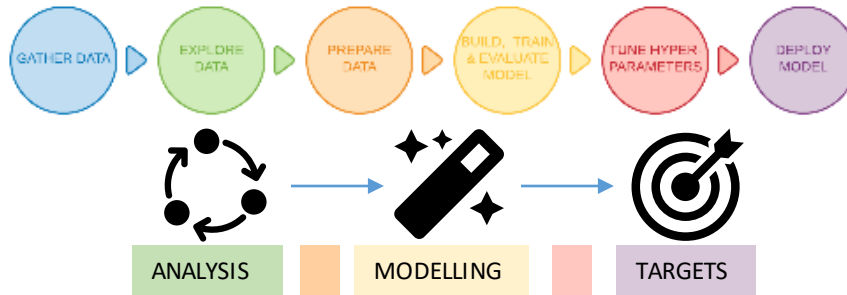 GATHER DATA
EXPLORE
DATA
PREPARE
DATA
BUILD, TRAIN
& EVALUATE
MODEL
TUNE HYPER
PARAMETERS
DEPLOY
MODEL
ANALYSIS
MODELLING
TARGETS